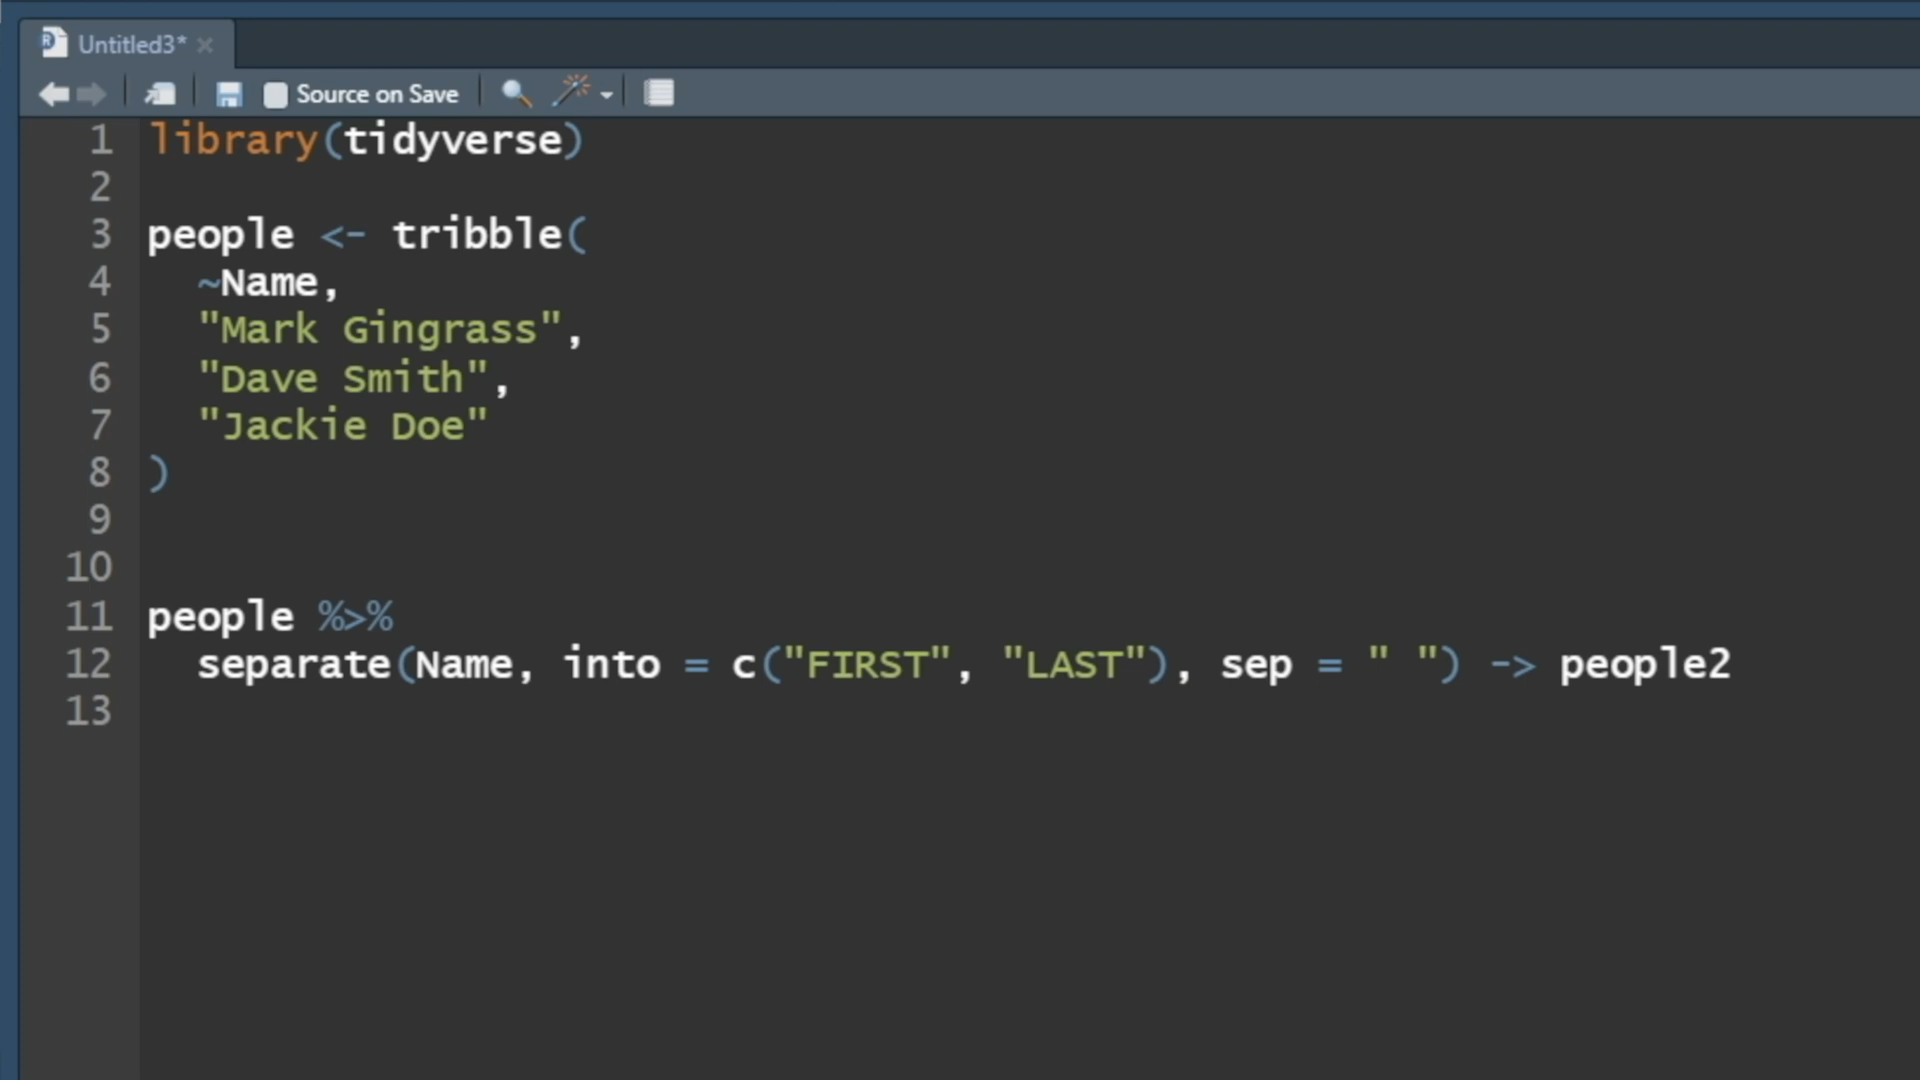 Untitled3*
Source on Save
1 library(tidyverse)
2
3 people <- tribble(
4   ~Name,
5   "Mark Gingrass",
6   "Dave Smith",
7   "Jackie Doe"
8 )
9
10
11 people %>%
12   separate(Name, into = c("FIRST", "LAST"), sep = " ") -> people2
13